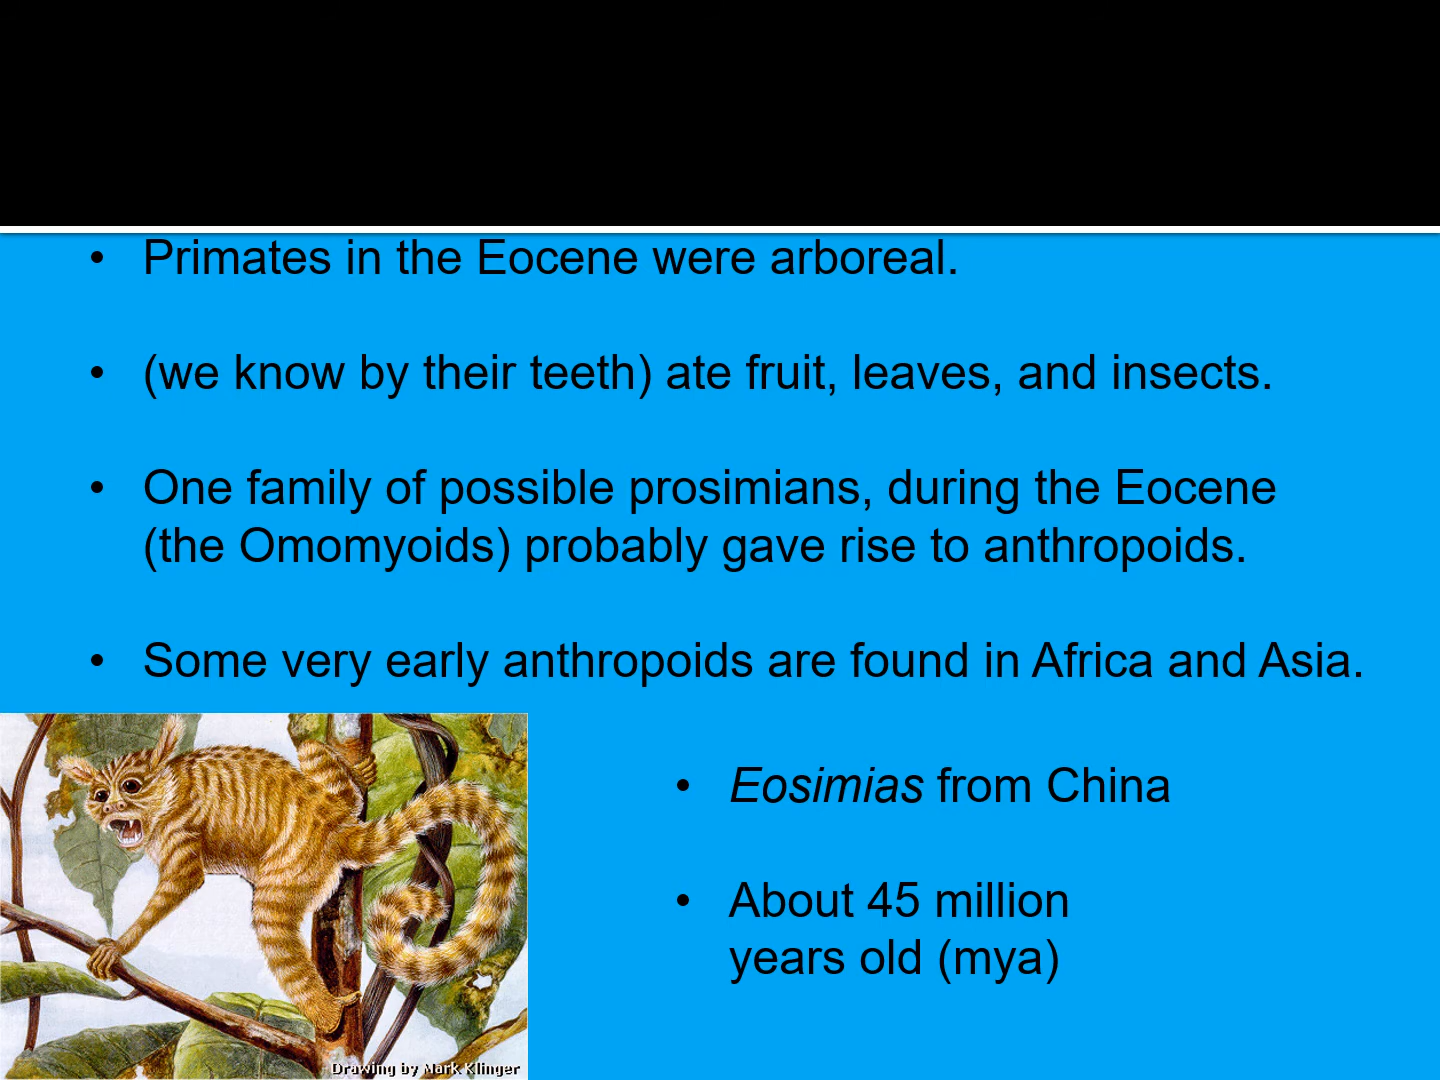 • Primates in the Eocene were arboreal.
• (we know by their teeth) ate fruit, leaves, and insects.
• One family of possible prosimians, during the Eocene
(the Omomyoids) probably gave rise to anthropoids.
• Some very early anthropoids are found in Africa and Asia.
• Eosimias from China
• About 45 million
years old (mya)
Drawing by Mark Klinger